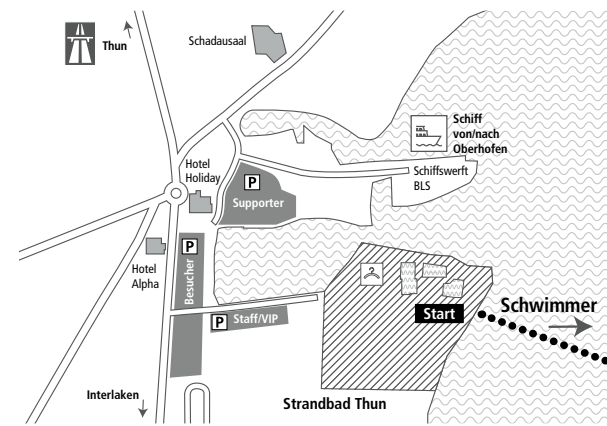 Thun
Schadausaal
Schiff
von/nach
Oberhofen
Hotel
Holiday
P
Supporter
Schiffswerft
BLS
P
Besucher
Hotel
Alpha
P Staff/VIP
Start
Schwimmer
Interlaken
Strandbad Thun